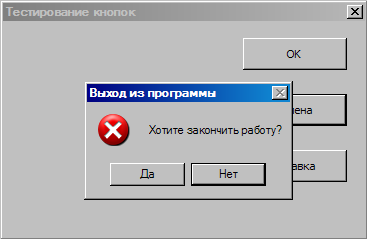 Тестирование кнопок
OK
Выход из программы
Хотите закончить работу?
Да
Нет